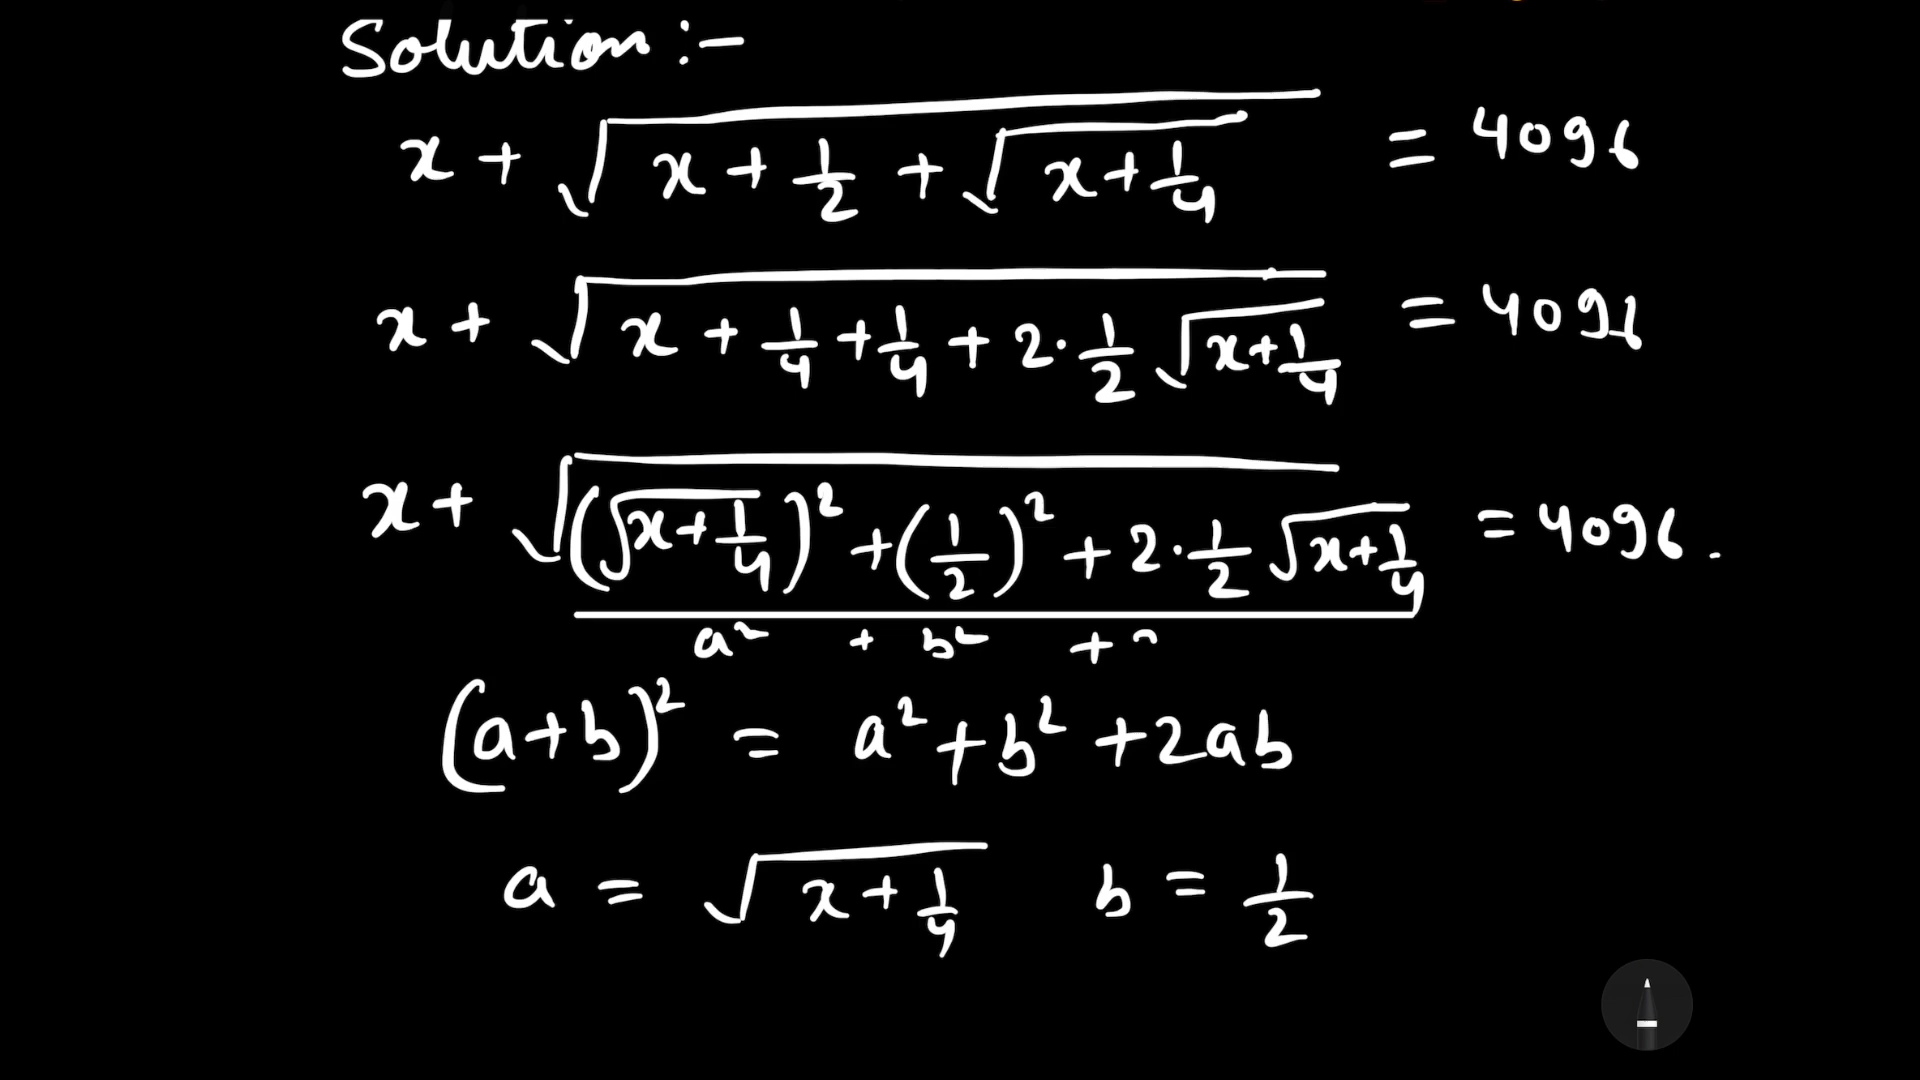 Solution :-
x + √(x + 1/2 + √(x + 1/4)) = 4096
x + √(x + 1/4 + 1/4 + 2·1/2 √(x + 1/4)) = 4096
x + √((√(x + 1/4))² + (1/2)² + 2·1/2 √(x + 1/4)) = 4096.
a² + b² +
(a+b)² = a² + b² + 2ab
a = √(x + 1/4) b = 1/2